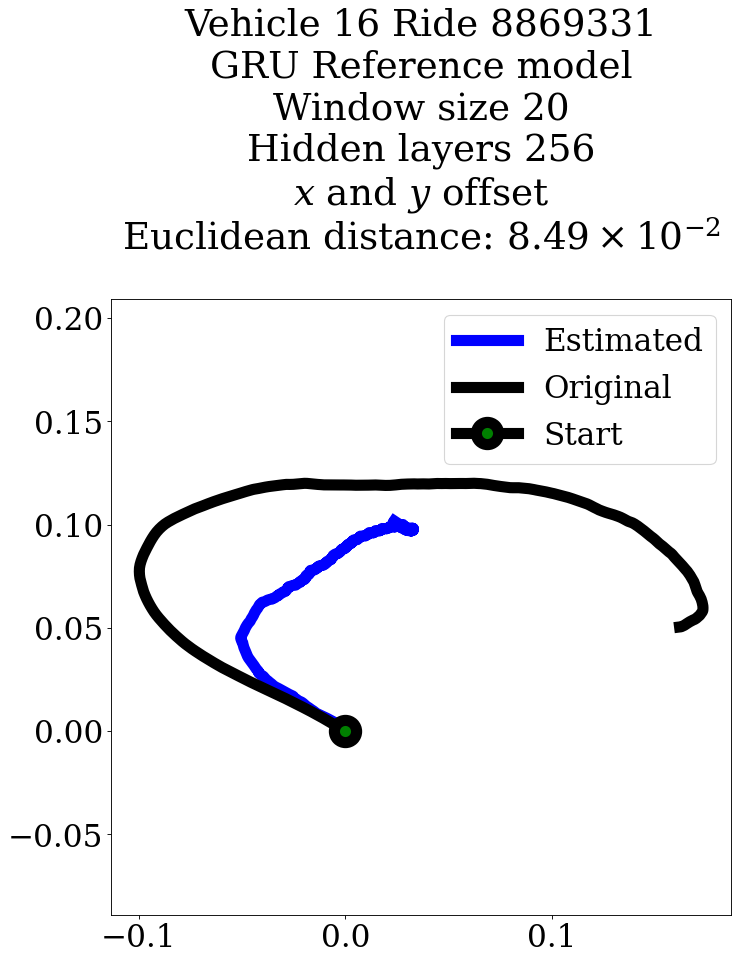 Vehicle 16 Ride 8869331
GRU Reference model
Window size 20
Hidden layers 256
x and y offset
Euclidean distance: 8.49 × 10⁻²
0.20
0.15
0.10
0.05
0.00
−0.05
−0.1
0.0
0.1
Estimated
Original
Start